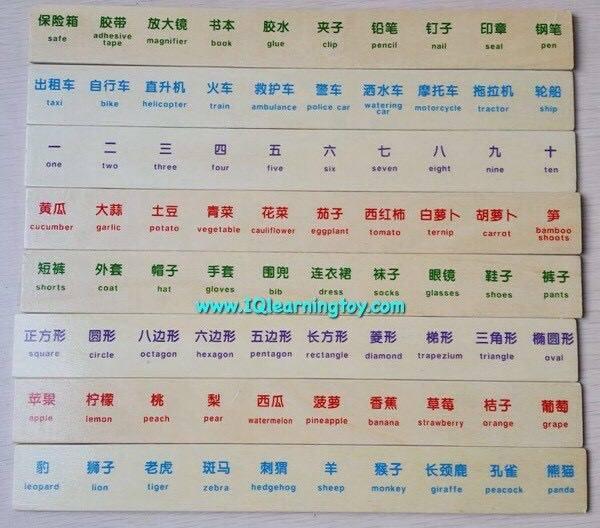 保险箱 胶带 放大镜 书本 胶水 夹子 铅笔 钉子 印章 钢笔
safe adhesive tape magnifier book glue clip pencil nail seal pen
出租车 自行车 直升机 火车 救护车 警车 洒水车 摩托车 拖拉机 轮船
taxi bike helicopter train ambulance police car watering car motorcycle tractor ship
一 二 三 四 五 六 七 八 九 十
one two three four five six seven eight nine ten
黄瓜 大蒜 土豆 青菜 花菜 茄子 西红柿 白萝卜 胡萝卜 笋
cucumber garlic potato vegetable cauliflower eggplant tomato ternip carrot bamboo shoots
短裤 外套 帽子 手套 围兜 连衣裙 袜子 眼镜 鞋子 裤子
shorts coat hat gloves bib dress socks glasses shoes pants
www.IQlearningtoy.com
正方形 圆形 八边形 六边形 五边形 长方形 菱形 梯形 三角形 椭圆形
square circle octagon hexagon pentagon rectangle diamond trapezium triangle oval
苹果 柠檬 桃 梨 西瓜 菠萝 香蕉 草莓 桔子 葡萄
apple lemon peach pear watermelon pineapple banana strawberry orange grape
豹 狮子 老虎 斑马 刺猬 羊 猴子 长颈鹿 孔雀 熊猫
leopard lion tiger zebra hedgehog sheep monkey giraffe peacock panda